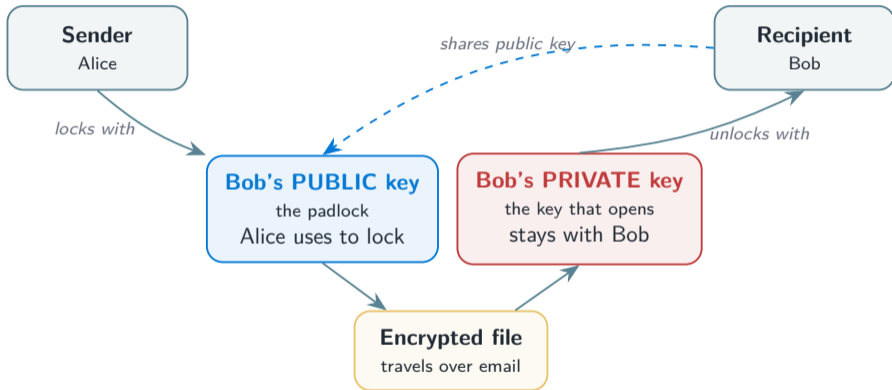 Sender
Alice
shares public key
Recipient
Bob
locks with
unlocks with
Bob's PUBLIC key
the padlock
Alice uses to lock
Bob's PRIVATE key
the key that opens
stays with Bob
Encrypted file
travels over email